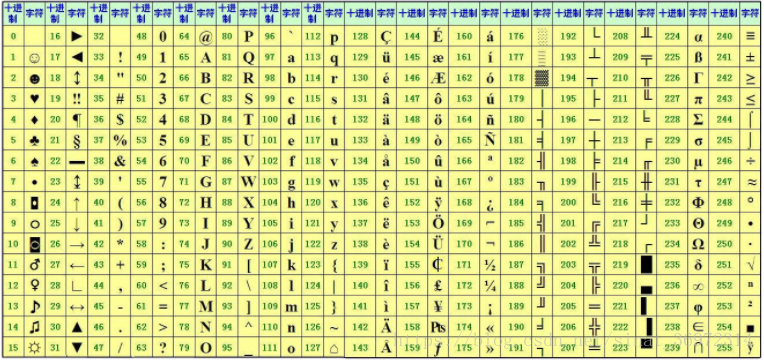 十进制 字符 十进制 字符 十进制 字符 十进制 字符 十进制 字符 十进制 字符 十进制 字符 十进制 字符 十进制 字符 十进制 字符 十进制 字符 十进制 字符 十进制 字符 十进制 字符 十进制 字符 十进制 字符
0 16 ► 32 48 0 64 @ 80 P 96 ` 112 p 128 Ç 144 É 160 á 176 ░ 192 └ 208 ╨ 224 α 240 ≡
1 ☺ 17 ◄ 33 ! 49 1 65 A 81 Q 97 a 113 q 129 ü 145 æ 161 í 177 ▒ 193 ┴ 209 ╤ 225 ß 241 ±
2 ☻ 18 ↕ 34 " 50 2 66 B 82 R 98 b 114 r 130 é 146 Æ 162 ó 178 ▓ 194 ┬ 210 ╥ 226 Γ 242 ≥
3 ♥ 19 ‼ 35 # 51 3 67 C 83 S 99 c 115 s 131 â 147 ô 163 ú 179 │ 195 ├ 211 ╙ 227 π 243 ≤
4 ♦ 20 ¶ 36 $ 52 4 68 D 84 T 100 d 116 t 132 ä 148 ö 164 ñ 180 ┤ 196 ─ 212 ╘ 228 Σ 244 ⌠
5 ♣ 21 § 37 % 53 5 69 E 85 U 101 e 117 u 133 à 149 ò 165 Ñ 181 ╡ 197 ┼ 213 ╒ 229 σ 245 ⌡
6 ♠ 22 ▬ 38 & 54 6 70 F 86 V 102 f 118 v 134 å 150 û 166 ª 182 ╢ 198 ╞ 214 ╓ 230 µ 246 ÷
7 • 23 ↨ 39 ' 55 7 71 G 87 W 103 g 119 w 135 ç 151 ù 167 º 183 ╖ 199 ╟ 215 ╫ 231 τ 247 ≈
8 ◘ 24 ↑ 40 ( 56 8 72 H 88 X 104 h 120 x 136 ê 152 ÿ 168 ¿ 184 ╕ 200 ╚ 216 ╪ 232 Φ 248 °
9 ○ 25 ↓ 41 ) 57 9 73 I 89 Y 105 i 121 y 137 ë 153 Ö 169 ⌐ 185 ╣ 201 ╔ 217 ┘ 233 Θ 249 •
10 ◙ 26 → 42 * 58 : 74 J 90 Z 106 j 122 z 138 è 154 Ü 170 ¬ 186 ║ 202 ╩ 218 ┌ 234 Ω 250 ·
11 ♂ 27 ← 43 + 59 ; 75 K 91 [ 107 k 123 { 139 ï 155 ₵ 171 ½ 187 ╗ 203 ╦ 219 █ 235 δ 251 √
12 ♀ 28 ∟ 44 , 60 < 76 L 92 \ 108 l 124 | 140 î 156 £ 172 ¼ 188 ╝ 204 ╠ 220 ▄ 236 ∞ 252 ⁿ
13 ♪ 29 ↔ 45 - 61 = 77 M 93 ] 109 m 125 } 141 ì 157 ¥ 173 ¡ 189 ╜ 205 ═ 221 ▌ 237 φ 253 ²
14 ♫ 30 ▲ 46 . 62 > 78 N 94 ^ 110 n 126 ~ 142 Ä 158 ₧ 174 « 190 ╛ 206 ╬ 222 ▐ 238 ∈ 254 ■
15 ☼ 31 ▼ 47 / 63 ? 79 O 95 _ 111 o 127 ⌂ 143 Å 159 ƒ 175 » 191 ┐ 207 ╧ 223 ▀ 239 ∩ 255 ÿ